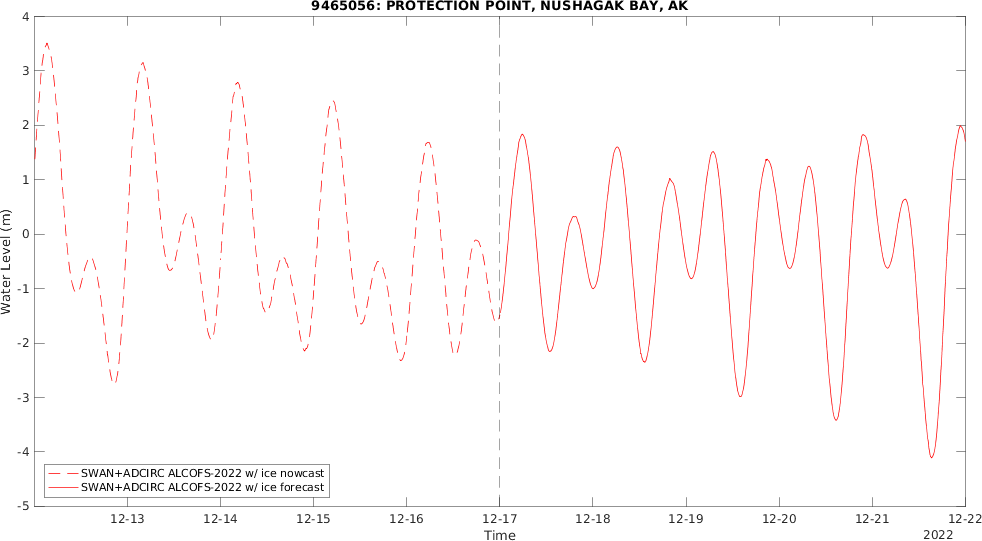 9465056: PROTECTION POINT, NUSHAGAK BAY, AK
4
3
2
1
0
-1
-2
-3
-4
-5
Water Level (m)
SWAN+ADCIRC ALCOFS-2022 w/ ice nowcast
SWAN+ADCIRC ALCOFS-2022 w/ ice forecast
12-13 12-14 12-15 12-16 12-17 12-18 12-19 12-20 12-21 12-22
Time
2022